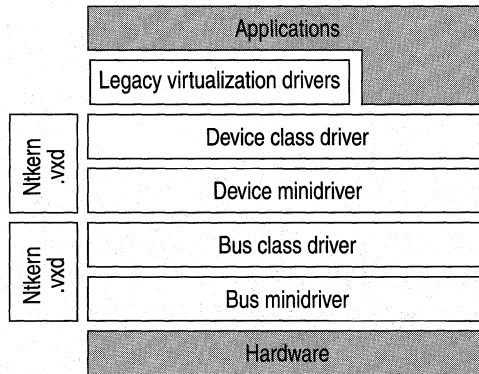 Applications
Legacy virtualization drivers
Ntkern
.vxd
Device class driver
Device minidriver
Ntkern
.vxd
Bus class driver
Bus minidriver
Hardware